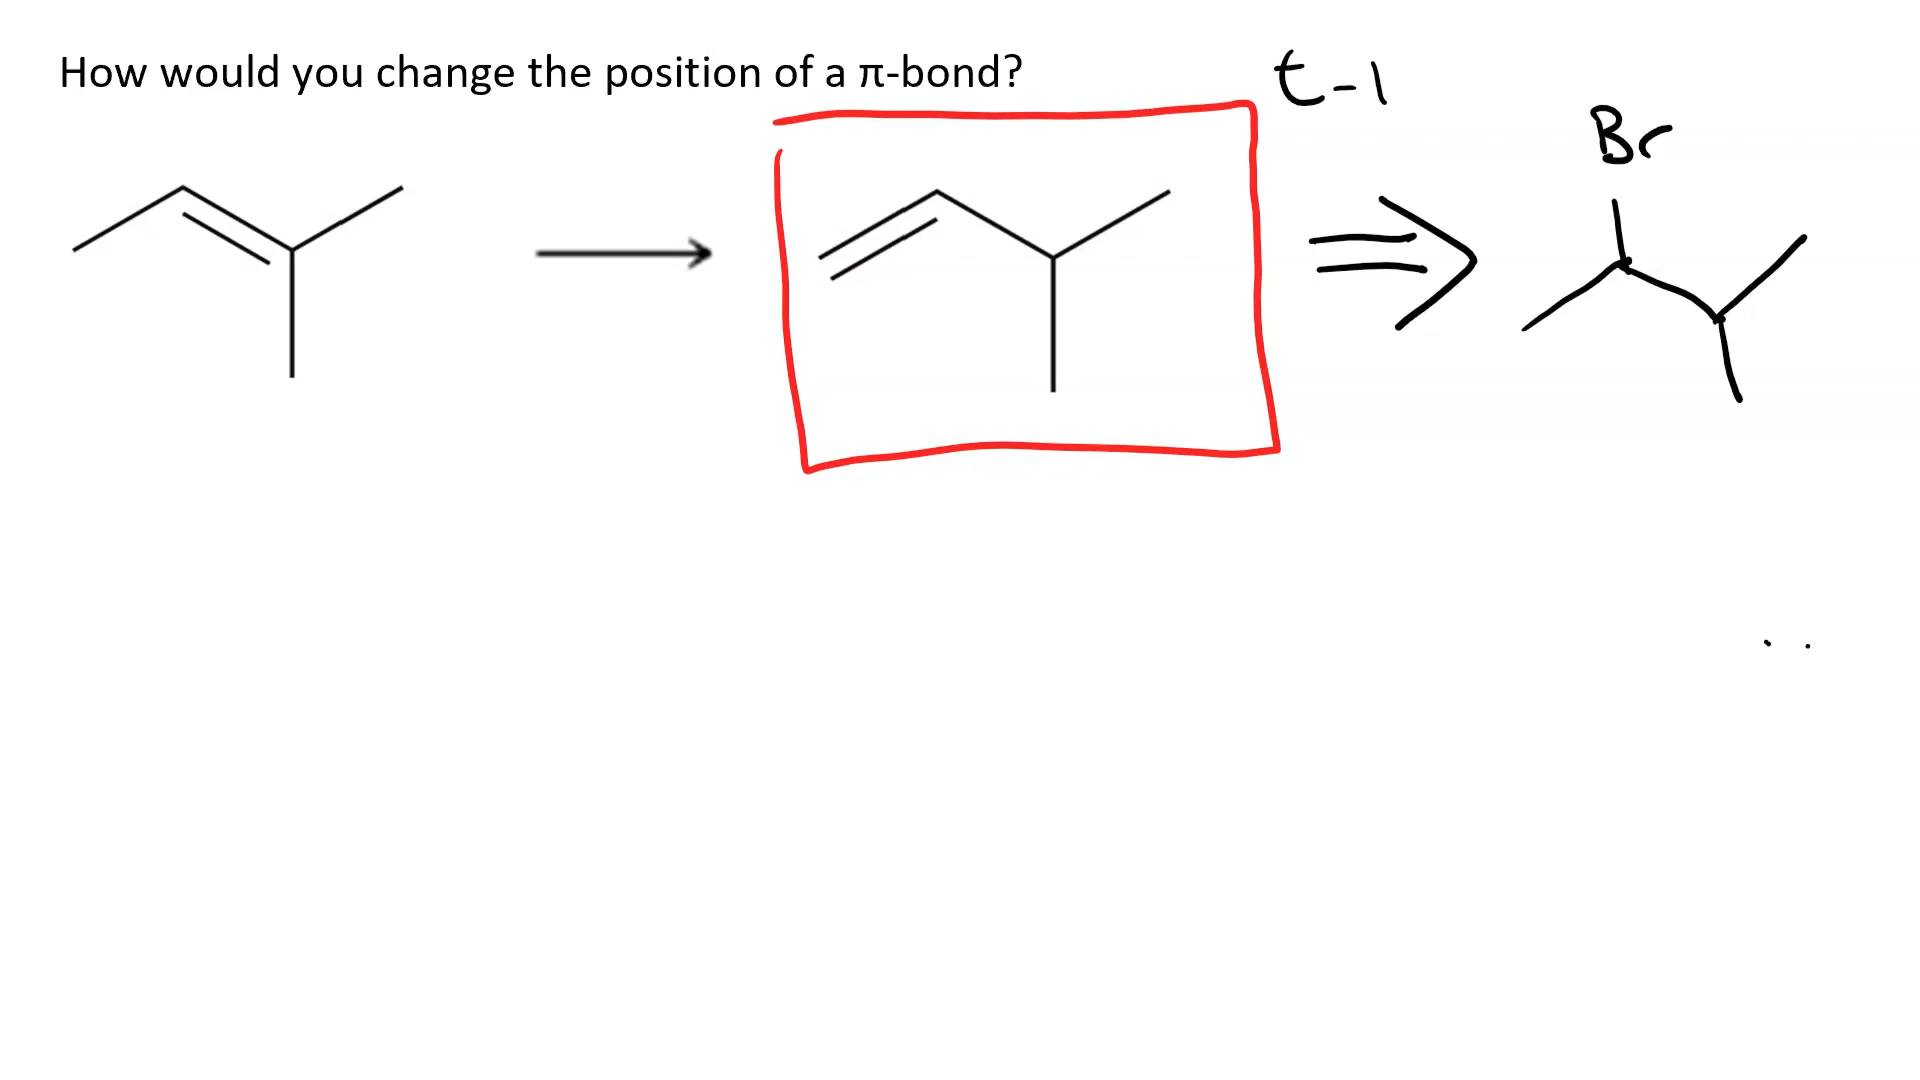 How would you change the position of a π-bond?
t-1
Br